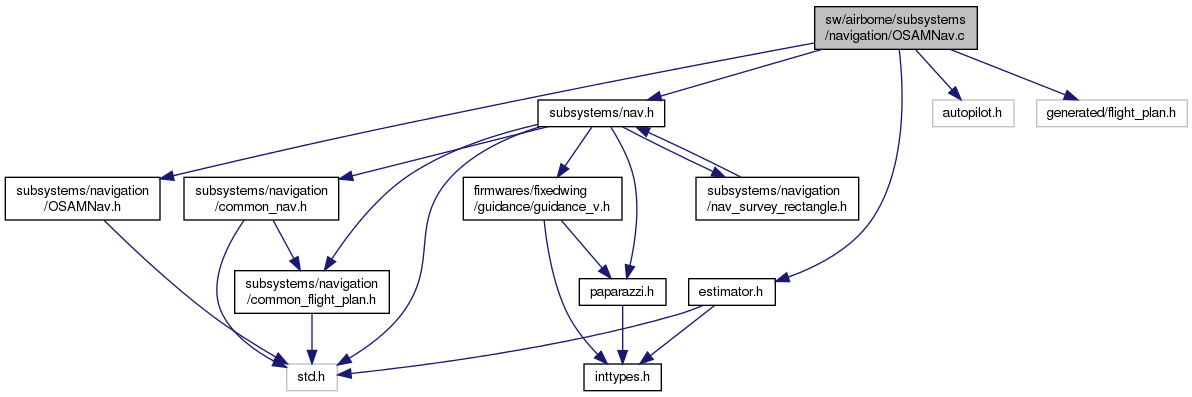 sw/airborne/subsystems
/navigation/OSAMNav.c
subsystems/nav.h
autopilot.h
generated/flight_plan.h
subsystems/navigation
/OSAMNav.h
subsystems/navigation
/common_nav.h
firmwares/fixedwing
/guidance/guidance_v.h
subsystems/navigation
/nav_survey_rectangle.h
subsystems/navigation
/common_flight_plan.h
paparazzi.h
estimator.h
std.h
inttypes.h